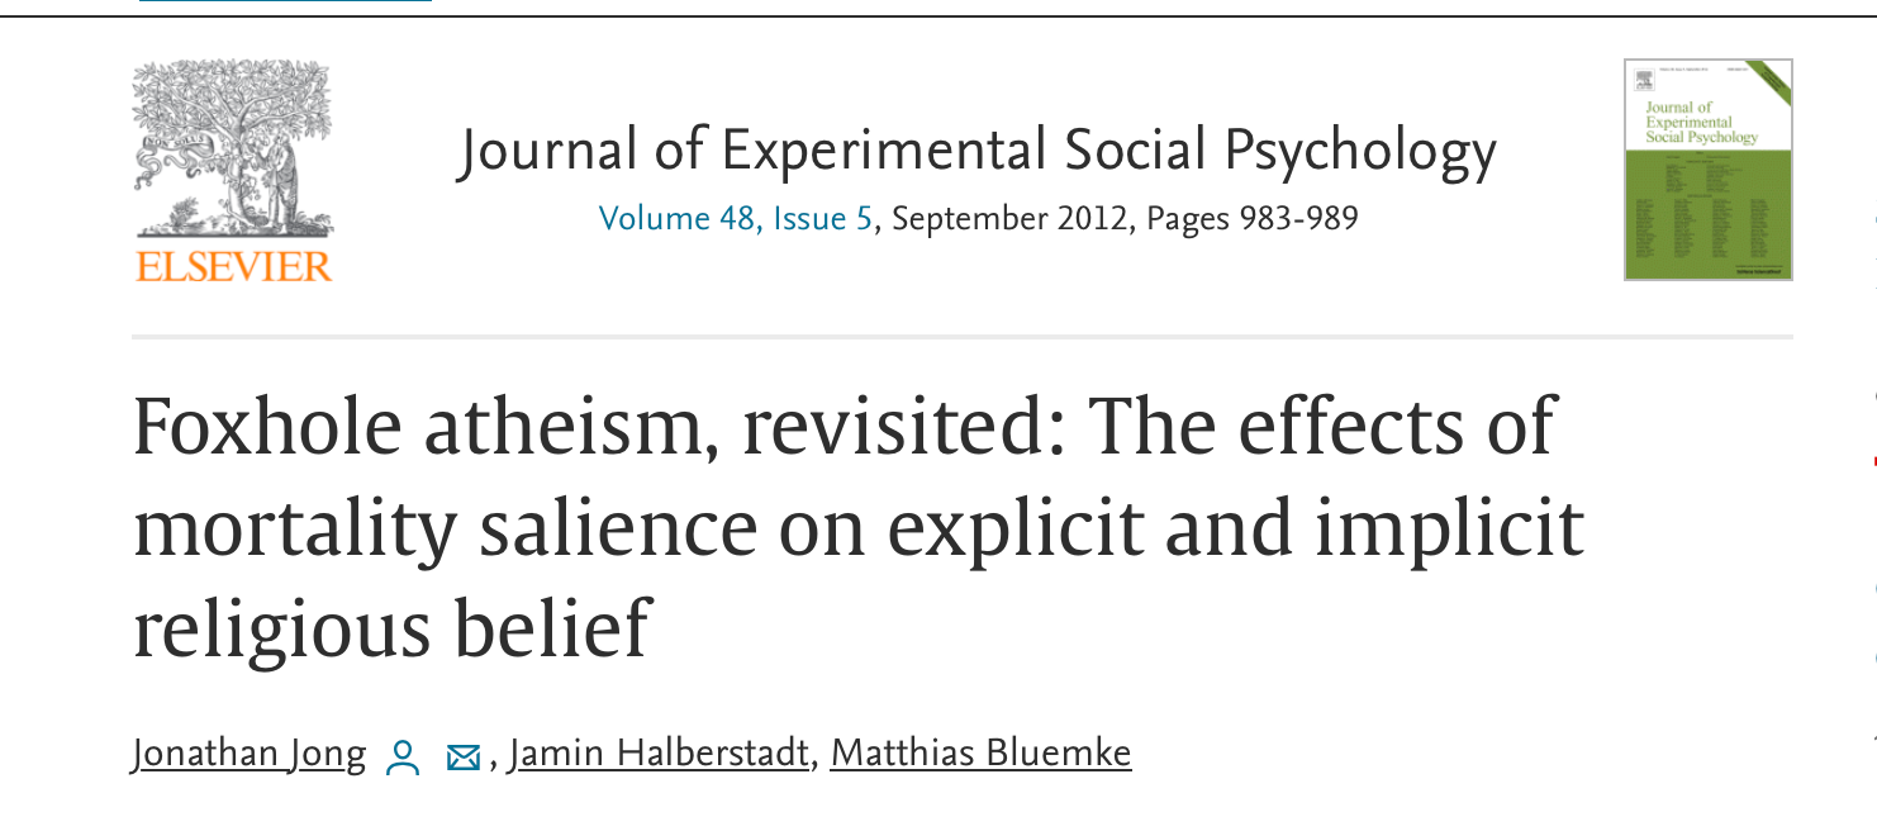 NON SOLUS
ELSEVIER
Journal of Experimental Social Psychology
Volume 48, Issue 5, September 2012, Pages 983-989
Journal of
Experimental
Social Psychology
Foxhole atheism, revisited: The effects of
mortality salience on explicit and implicit
religious belief
Jonathan Jong, Jamin Halberstadt, Matthias Bluemke